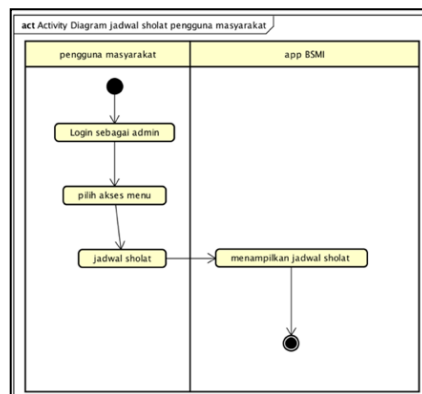 act Activity Diagram jadwal sholat pengguna masyarakat
pengguna masyarakat
app BSMI
Login sebagai admin
pilih akses menu
jadwal sholat
menampilkan jadwal sholat